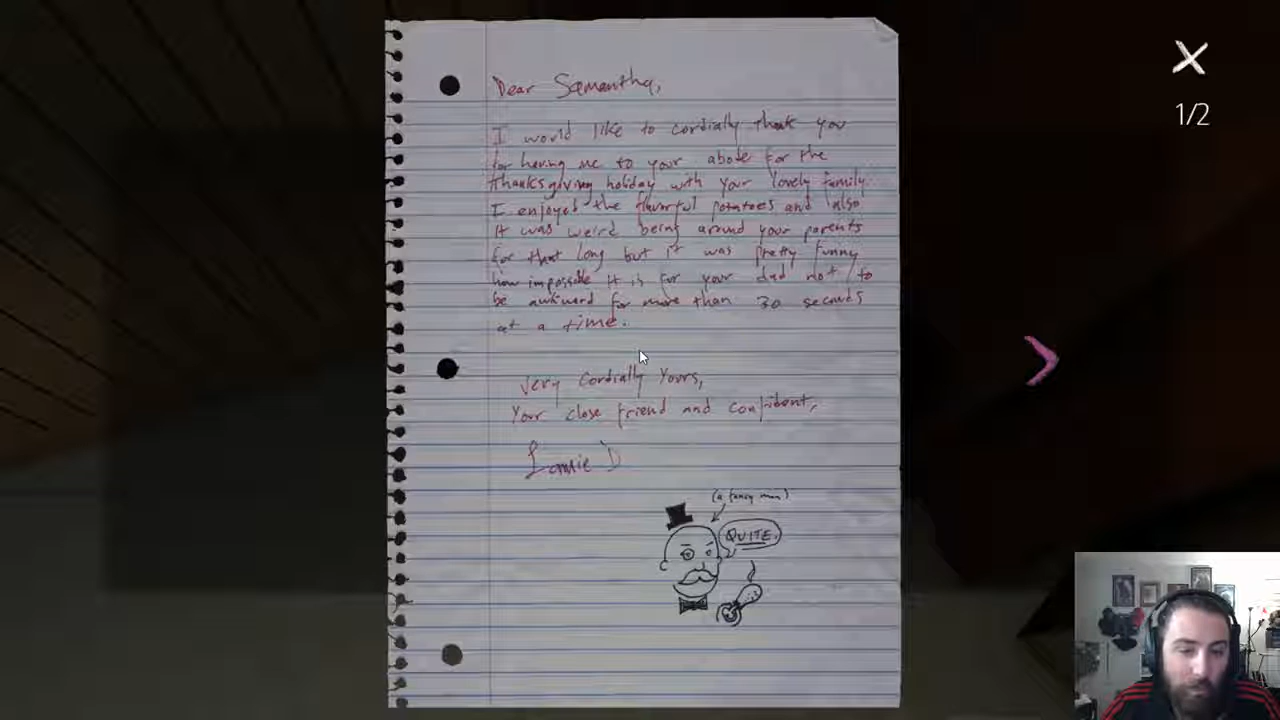 1/2
Dear Samantha,
I would like to cordially thank you
for having me to your abode for the
thanksgiving holiday with your lovely family.
I enjoyed the flavorful potatoes and also
it was weird being around your parents
for that long but it was pretty funny
how impossible it is for your dad not to
be awkward for more than 30 seconds
at a time.
Very Cordially Yours,
Your close friend and confident,
Lonnie D
(a fancy man)
QUITE.